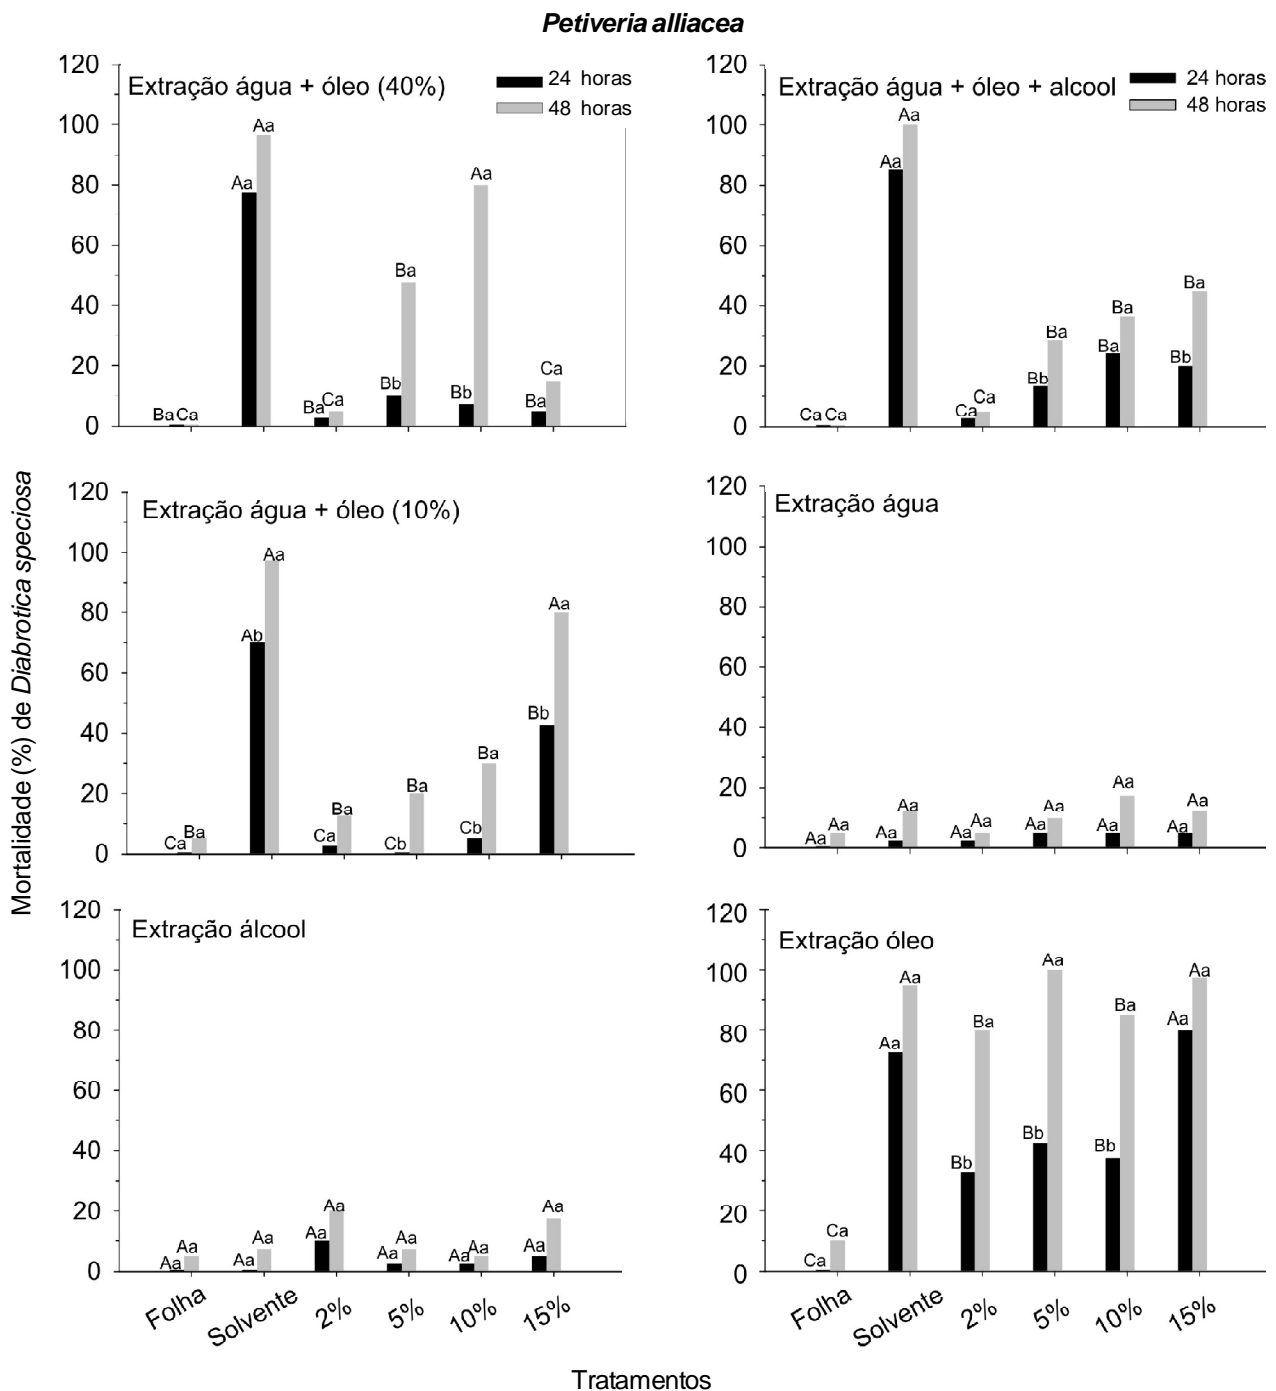 Petiveria alliacea
Mortalidade (%) de Diabrotica speciosa
Extração água + óleo (40%)
24 horas
48 horas
120
100
80
60
40
20
0
Ba Ca
Aa Aa
Ba Ca
Bb Ba
Bb Aa
Ba Ca
Extração água + óleo + alcool
24 horas
48 horas
120
100
80
60
40
20
0
Ca Ca
Aa Aa
Ca Ca
Bb Ba
Ba Ba
Bb Ba
Extração água + óleo (10%)
120
100
80
60
40
20
0
Ca Ba
Ab Aa
Ca Ba
Cb Ba
Cb Ba
Bb Aa
Extração água
120
100
80
60
40
20
0
Aa Aa
Aa Aa
Aa Aa
Aa Aa
Aa Aa
Aa Aa
Extração álcool
120
100
80
60
40
20
0
Aa Aa
Aa Aa
Aa Aa
Aa Aa
Aa Aa
Aa Aa
Folha Solvente 2% 5% 10% 15%
Extração óleo
120
100
80
60
40
20
0
Ca Ca
Aa Aa
Bb Ba
Bb Aa
Bb Ba
Aa Aa
Folha Solvente 2% 5% 10% 15%
Tratamentos